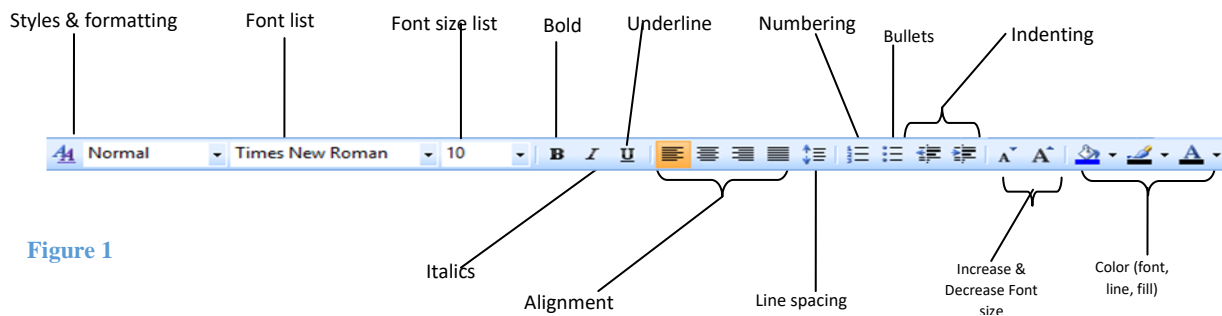 Styles & formatting
Font list
Font size list
Bold
Underline
Numbering
Bullets
Indenting
Normal
Times New Roman
10
B I U
A A
A
Figure 1
Italics
Alignment
Line spacing
Increase &
Decrease Font
size
Color (font,
line, fill)